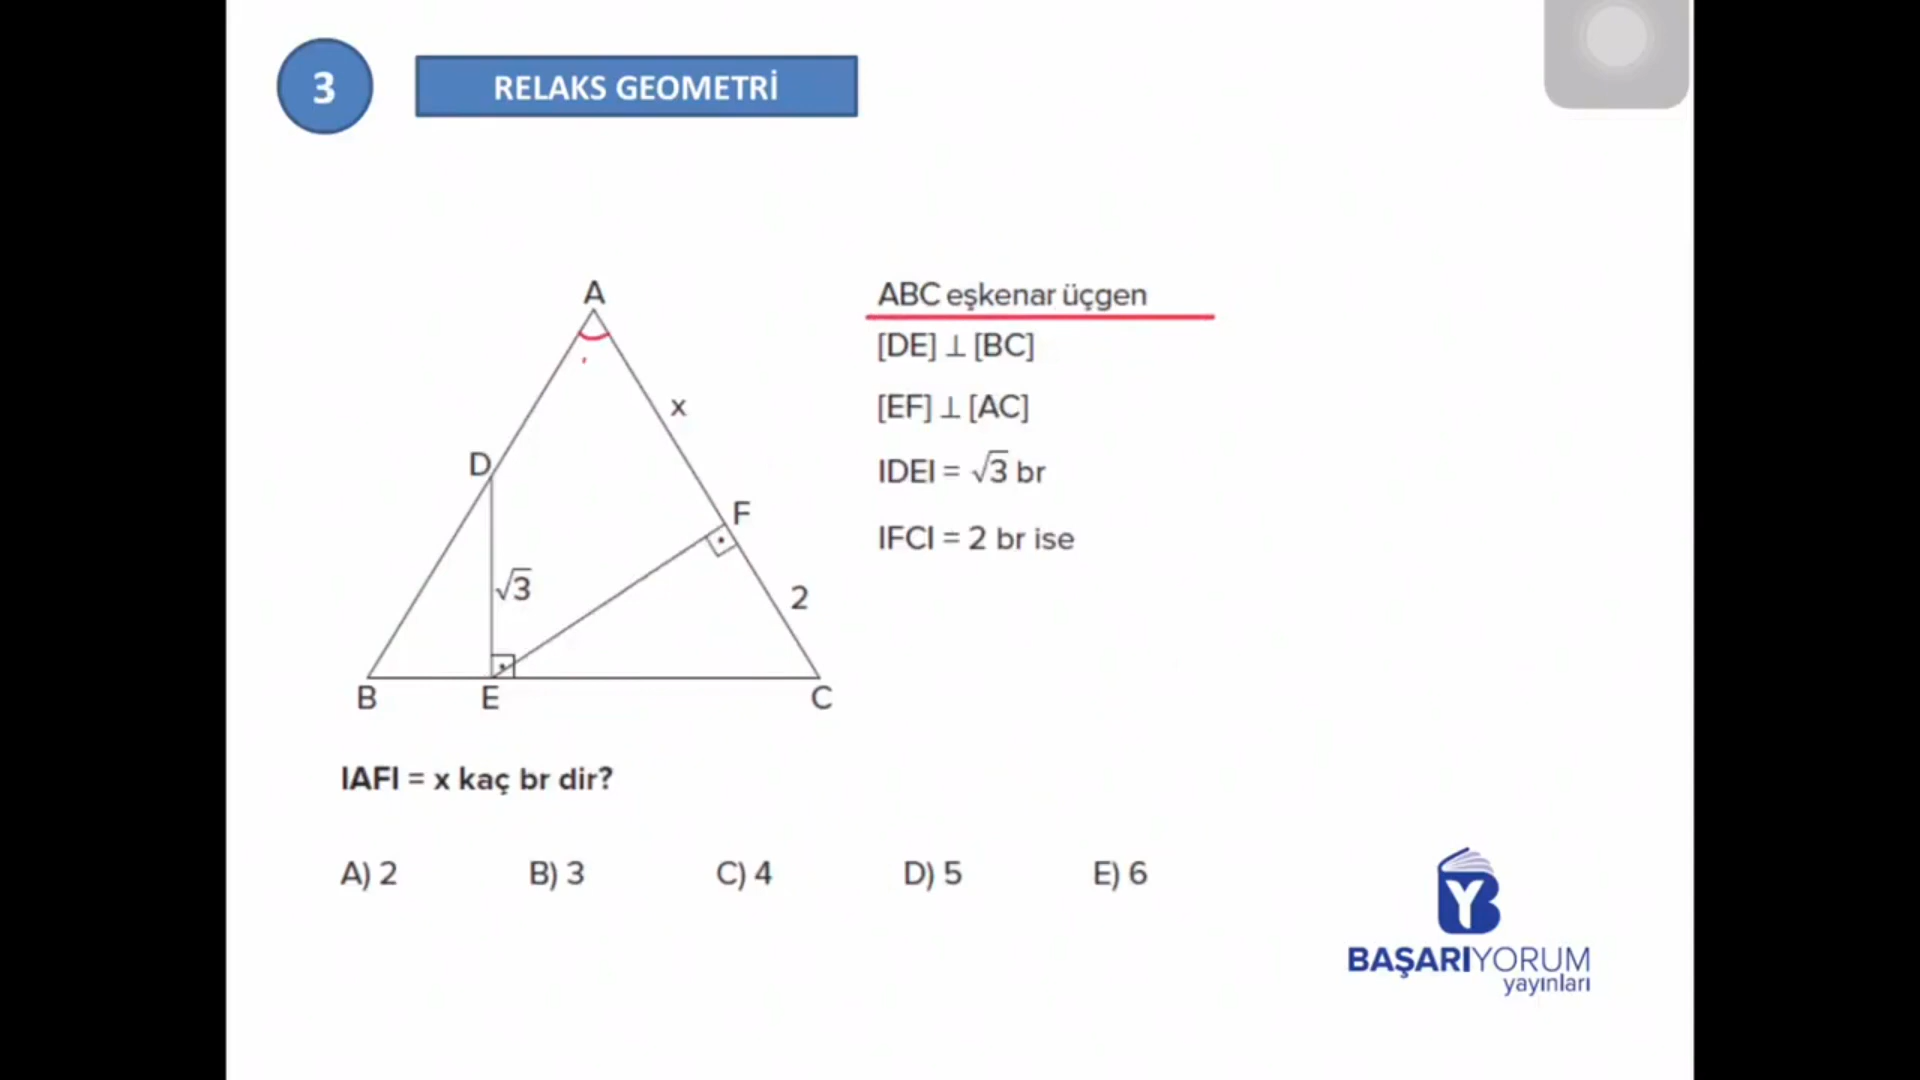 3
RELAKS GEOMETRİ
A
ABC eşkenar üçgen
[DE] ⊥ [BC]
x
[EF] ⊥ [AC]
D
IDEI = √3 br
F
IFCI = 2 br ise
√3
2
B
E
C
IAFI = x kaç br dir?
A) 2 B) 3 C) 4 D) 5 E) 6
YB
BAŞARIYORUM
yayınları